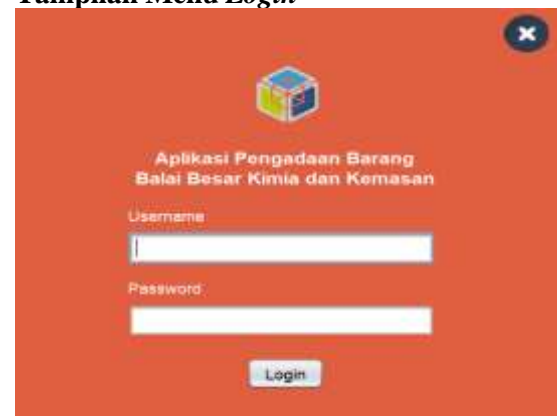 Tampilan Menu Login
Aplikasi Pengadaan Barang
Balai Besar Kimia dan Kemasan
Username
Password
Login